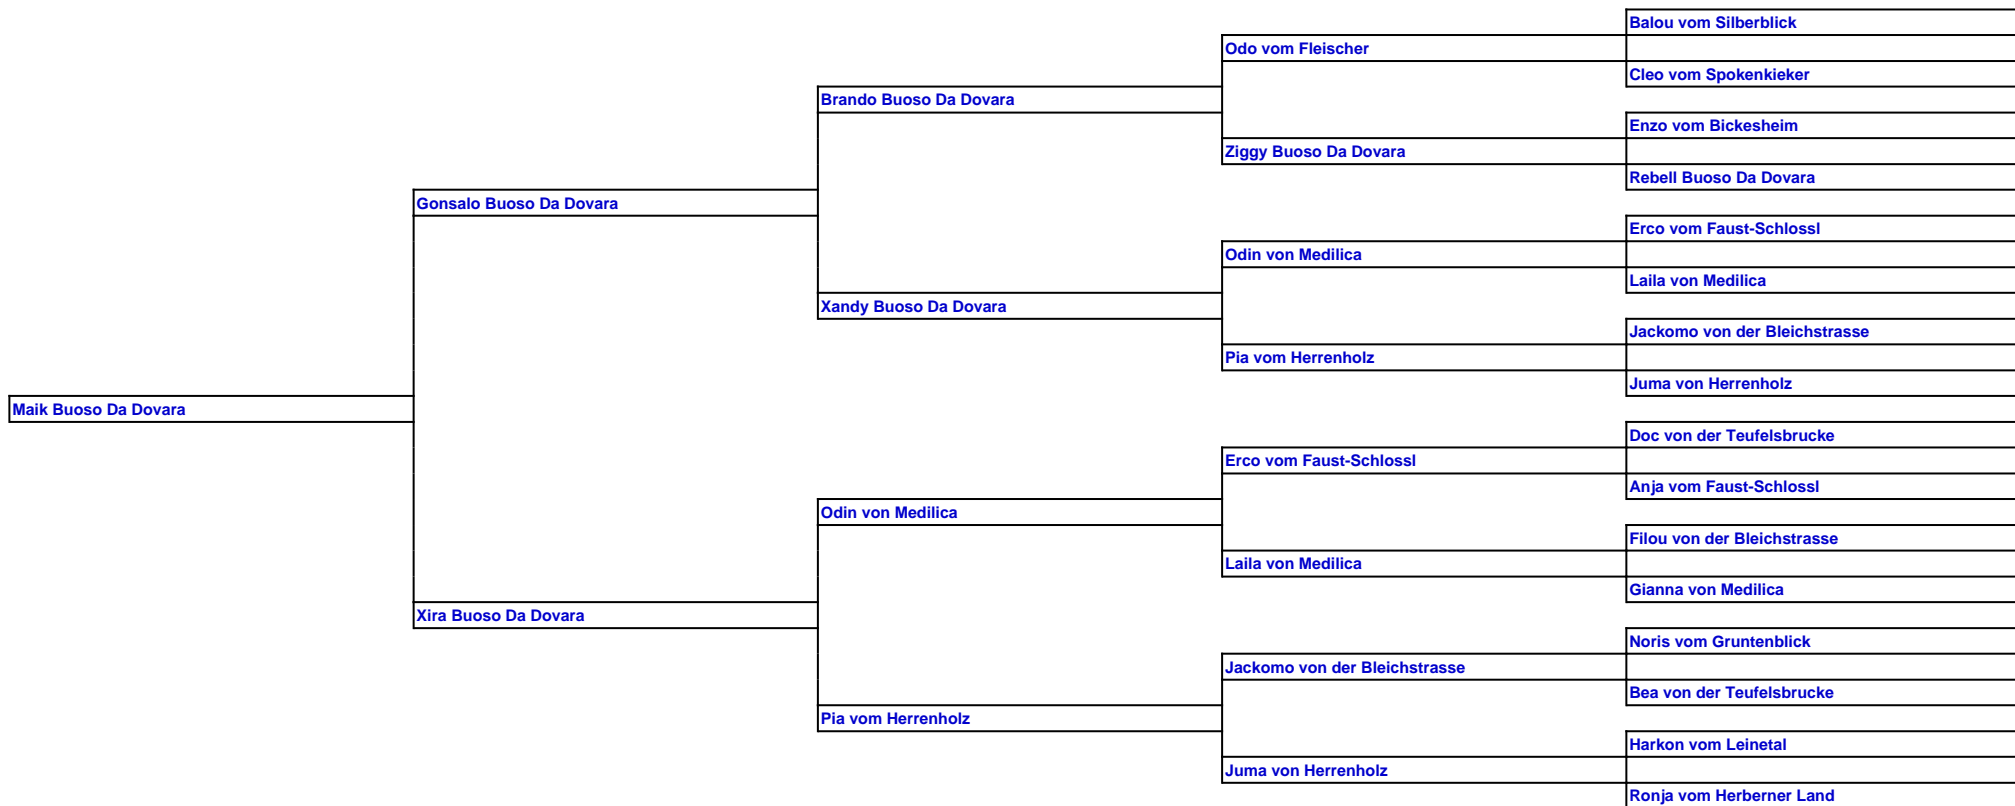 Balou vom Silberblick
Odo vom Fleischer
Cleo vom Spokenkieker
Brando Buoso Da Dovara
Enzo vom Bickesheim
Ziggy Buoso Da Dovara
Rebell Buoso Da Dovara
Gonsalo Buoso Da Dovara
Erco vom Faust-Schlossl
Odin von Medilica
Laila von Medilica
Xandy Buoso Da Dovara
Jackomo von der Bleichstrasse
Pia vom Herrenholz
Juma von Herrenholz
Maik Buoso Da Dovara
Doc von der Teufelsbrucke
Erco vom Faust-Schlossl
Anja vom Faust-Schlossl
Odin von Medilica
Filou von der Bleichstrasse
Laila von Medilica
Gianna von Medilica
Xira Buoso Da Dovara
Noris vom Gruntenblick
Jackomo von der Bleichstrasse
Bea von der Teufelsbrucke
Pia vom Herrenholz
Harkon vom Leinetal
Juma von Herrenholz
Ronja vom Herberner Land